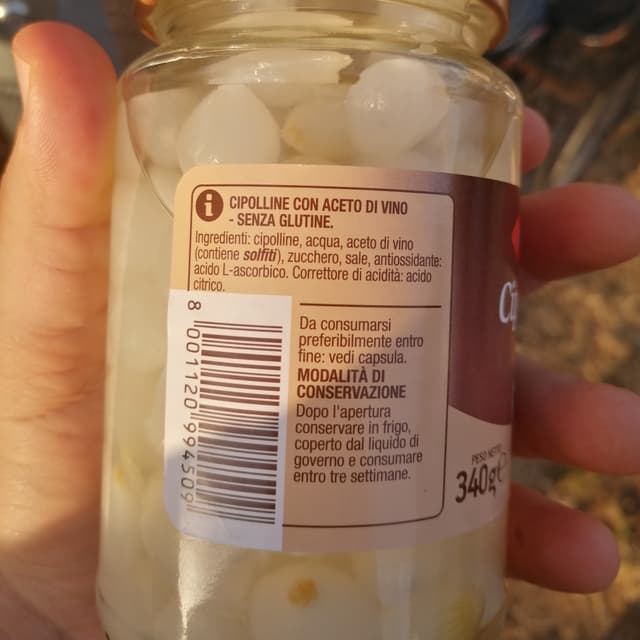 i CIPOLLINE CON ACETO DI VINO
- SENZA GLUTINE.
Ingredienti: cipolline, acqua, aceto di vino
(contiene solfiti), zucchero, sale, antiossidante:
acido L-ascorbico. Correttore di acidità: acido
citrico.
8 001120 994509
Da consumarsi
preferibilmente entro
fine: vedi capsula.
MODALITÀ DI
CONSERVAZIONE
Dopo l'apertura
conservare in frigo,
coperto dal liquido di
governo e consumare
entro tre settimane.
PESO NETTO
340g e